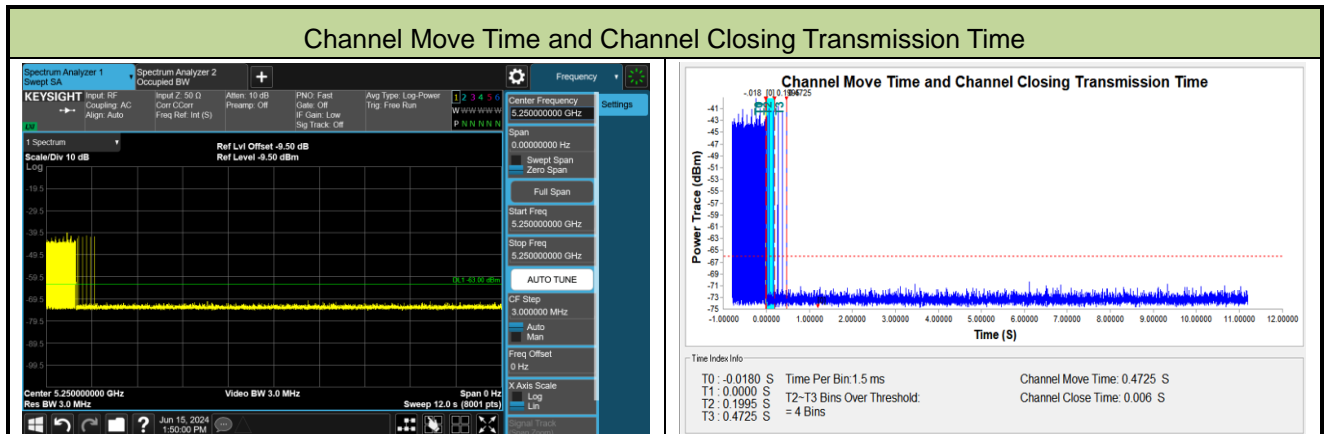 Channel Move Time and Channel Closing Transmission Time
Spectrum Analyzer 1
Swept SA
Spectrum Analyzer 2
Occupied BW
KEYSIGHT
Input: RF
Coupling: AC
Align: Auto
Input Z: 50 Ω
Corr CCorr
Freq Ref: Int (S)
Atten: 10 dB
Preamp: Off
PNO: Fast
Gate: Off
IF Gain: Low
Sig Track: Off
Avg Type: Log-Power
Trig: Free Run
1 2 3 4 5 6
W W W W W W
P N N N N N
1 Spectrum
Scale/Div 10 dB
Log
Ref Lvl Offset -9.50 dB
Ref Level -9.50 dBm
-19.5
-29.5
-39.5
-49.5
-59.5
-69.5
-79.5
-89.5
-99.5
Center 5.250000000 GHz
Res BW 3.0 MHz
Video BW 3.0 MHz
Span 0 Hz
Sweep 12.0 s (8001 pts)
Jun 15, 2024
1:50:00 PM
Frequency
Settings
Center Frequency
5.250000000 GHz
Span
0.00000000 Hz
Swept Span
Zero Span
Full Span
Start Freq
5.250000000 GHz
Stop Freq
5.250000000 GHz
AUTO TUNE
CF Step
3.000000 MHz
Auto
Man
Freq Offset
0 Hz
X Axis Scale
Log
Lin
Signal Track
Channel Move Time and Channel Closing Transmission Time
Power Trace (dBm)
-41
-43
-45
-47
-49
-51
-53
-55
-57
-59
-61
-63
-65
-67
-69
-71
-73
-75
-1.00000 0.00000 1.00000 2.00000 3.00000 4.00000 5.00000 6.00000 7.00000 8.00000 9.00000 10.00000 11.00000 12.00000
Time (S)
Time Index Info
T0 : -0.0180 S
T1 : 0.0000 S
T2 : 0.1995 S
T3 : 0.4725 S
Time Per Bin:1.5 ms
T2~T3 Bins Over Threshold:
= 4 Bins
Channel Move Time: 0.4725 S
Channel Close Time: 0.006 S